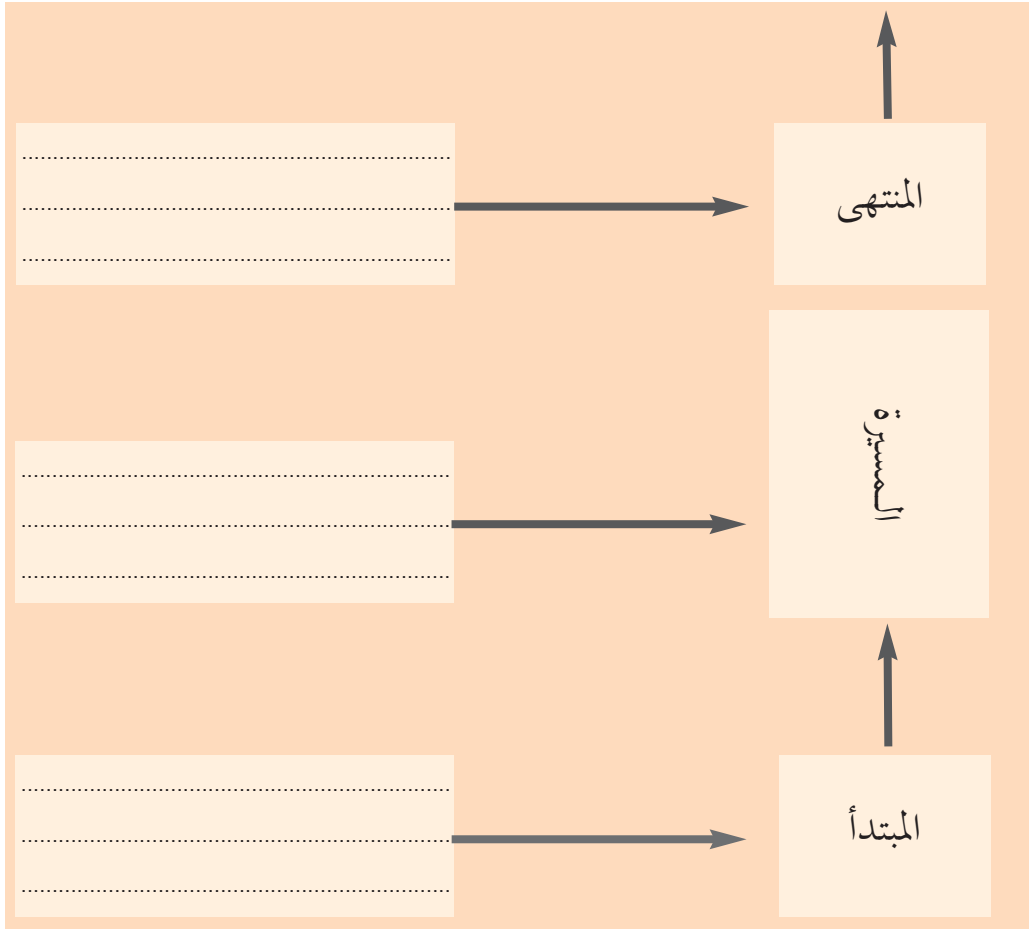 المنتهى
المسيرة
المبتدأ